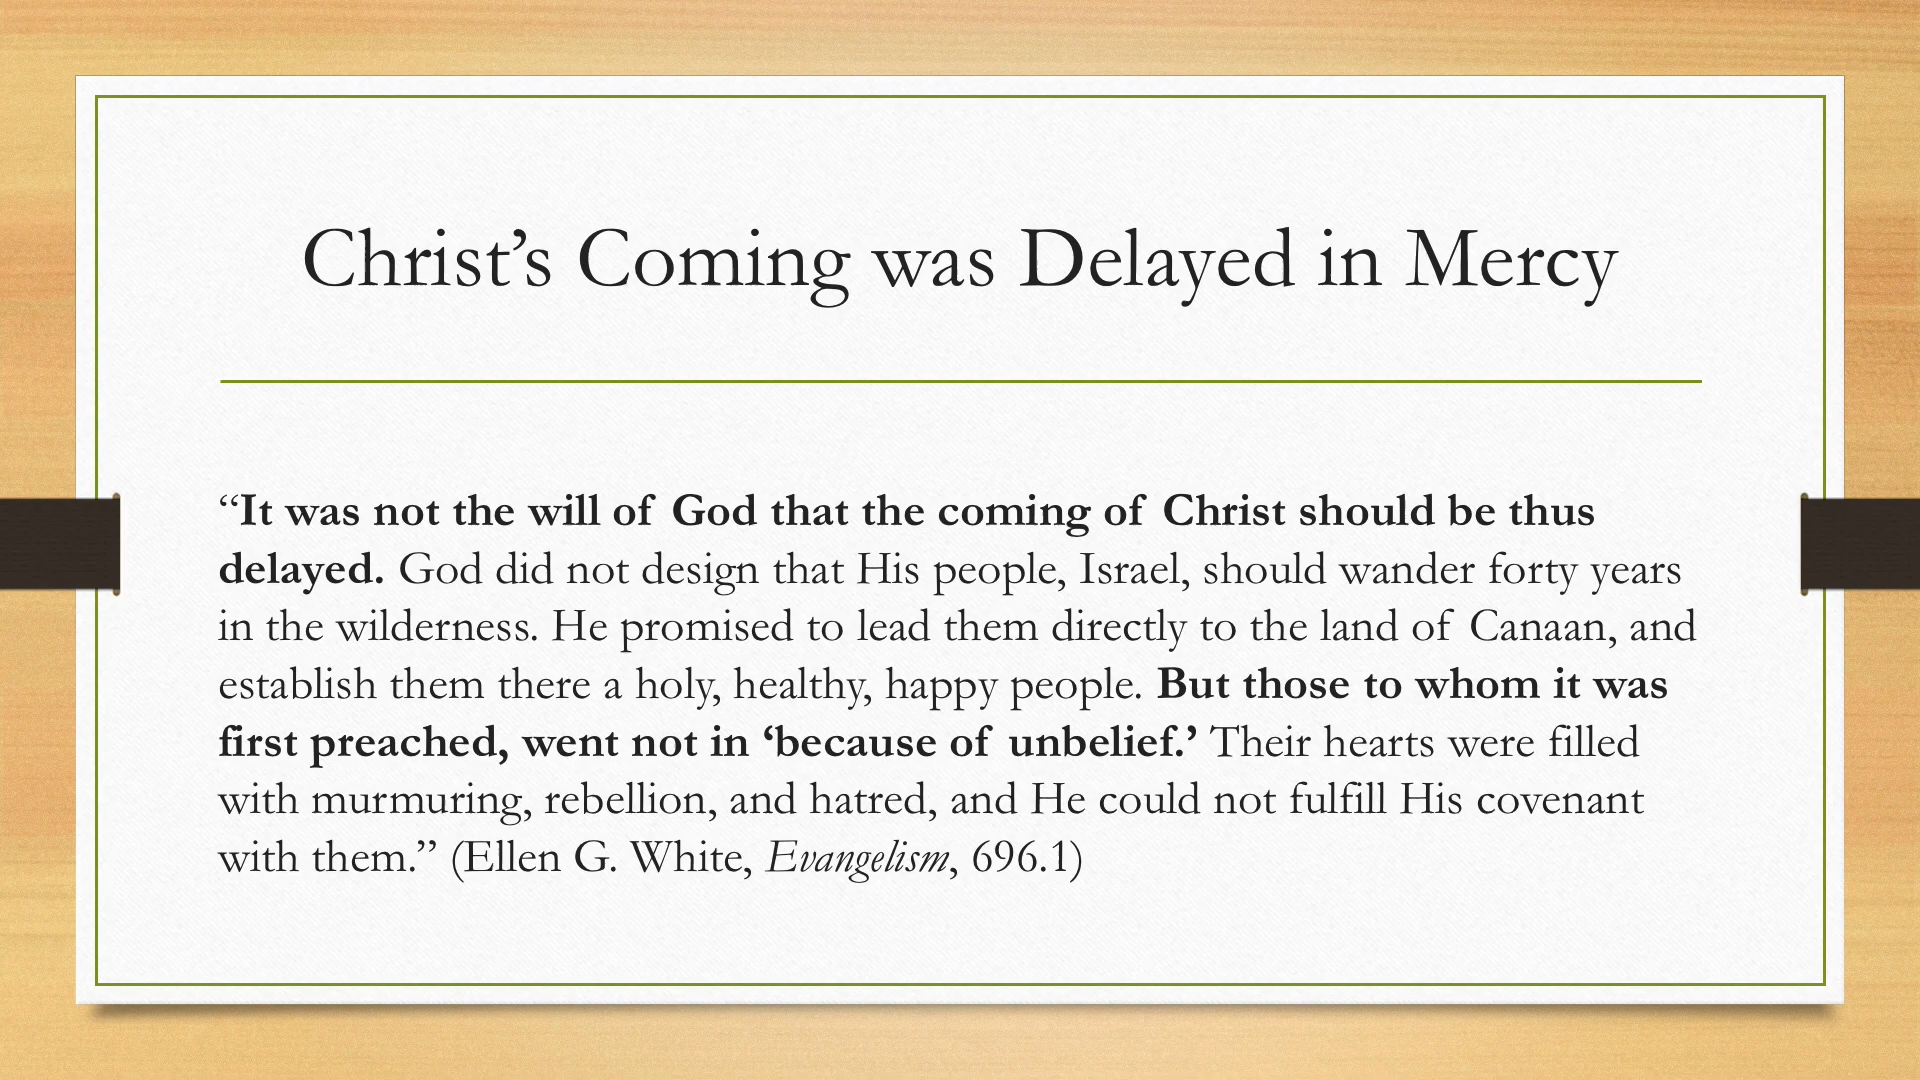 Christ’s Coming was Delayed in Mercy
“It was not the will of God that the coming of Christ should be thus
delayed. God did not design that His people, Israel, should wander forty years
in the wilderness. He promised to lead them directly to the land of Canaan, and
establish them there a holy, healthy, happy people. But those to whom it was
first preached, went not in ‘because of unbelief.’ Their hearts were filled
with murmuring, rebellion, and hatred, and He could not fulfill His covenant
with them.” (Ellen G. White, Evangelism, 696.1)